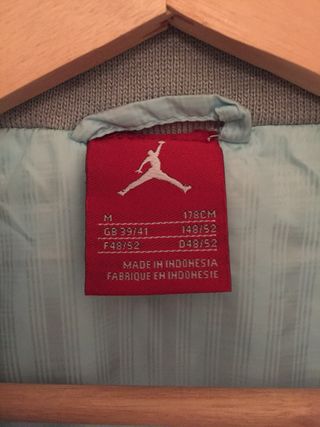 M 178CM
GB 39/41 I48/52
F48/52 D48/52
MADE IN INDONESIA
FABRIQUE EN INDONESIE